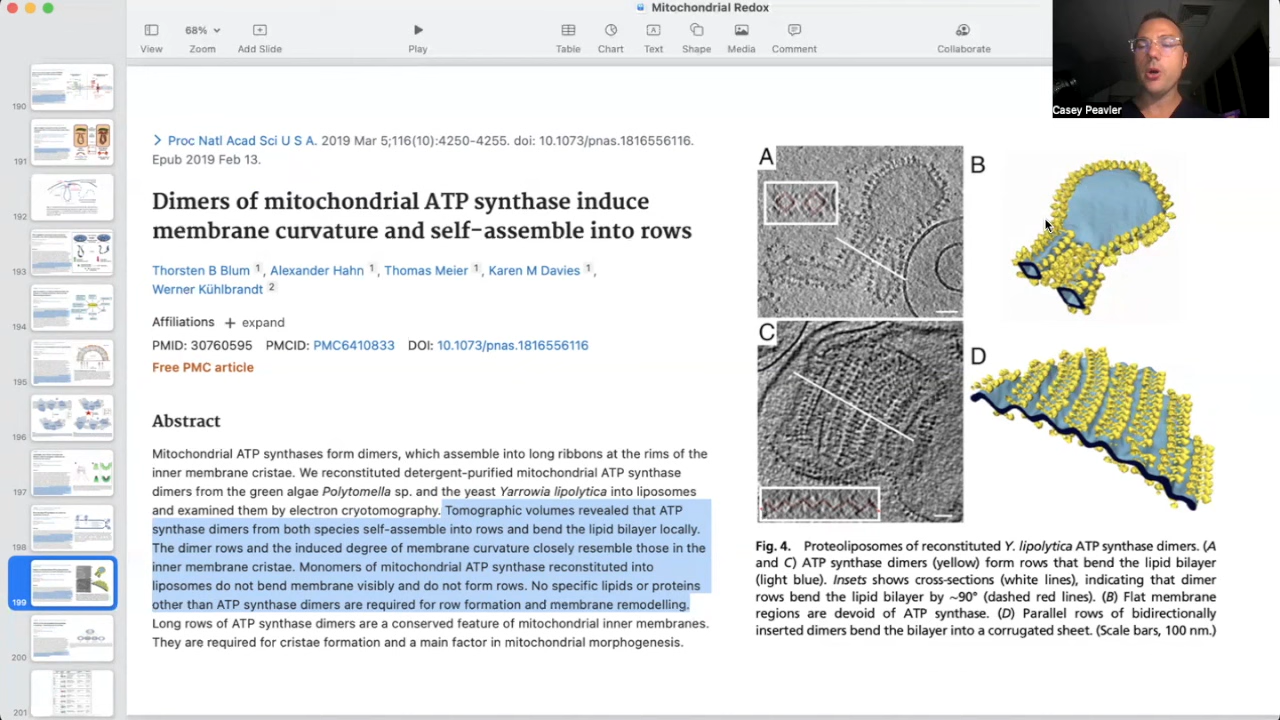 Mitochondrial Redox
68%
View
Zoom
Add Slide
Play
Table
Chart
Text
Shape
Media
Comment
Collaborate
Casey Peavler
190
191
192
193
194
195
196
197
198
199
200
201
Proc Natl Acad Sci U S A. 2019 Mar 5;116(10):4250-4255. doi: 10.1073/pnas.1816556116.
Epub 2019 Feb 13.
Dimers of mitochondrial ATP synthase induce
membrane curvature and self-assemble into rows
Thorsten B Blum 1, Alexander Hahn 1, Thomas Meier 1, Karen M Davies 1,
Werner Kühlbrandt 2
Affiliations + expand
PMID: 30760595 PMCID: PMC6410833 DOI: 10.1073/pnas.1816556116
Free PMC article
Abstract
Mitochondrial ATP synthases form dimers, which assemble into long ribbons at the rims of the
inner membrane cristae. We reconstituted detergent-purified mitochondrial ATP synthase
dimers from the green algae Polytomella sp. and the yeast Yarrowia lipolytica into liposomes
and examined them by electron cryotomography. Tomographic volumes revealed that ATP
synthase dimers from both species self-assemble into rows and bend the lipid bilayer locally.
The dimer rows and the induced degree of membrane curvature closely resemble those in the
inner membrane cristae. Monomers of mitochondrial ATP synthase reconstituted into
liposomes do not bend membrane visibly and do not form rows. No specific lipids or proteins
other than ATP synthase dimers are required for row formation and membrane remodelling.
Long rows of ATP synthase dimers are a conserved feature of mitochondrial inner membranes.
They are required for cristae formation and a main factor in mitochondrial morphogenesis.
A
B
C
D
Fig. 4. Proteoliposomes of reconstituted Y. lipolytica ATP synthase dimers. (A
and C) ATP synthase dimers (yellow) form rows that bend the lipid bilayer
(light blue). Insets shows cross-sections (white lines), indicating that dimer
rows bend the lipid bilayer by ~90° (dashed red lines). (B) Flat membrane
regions are devoid of ATP synthase. (D) Parallel rows of bidirectionally
inserted dimers bend the bilayer into a corrugated sheet. (Scale bars, 100 nm.)